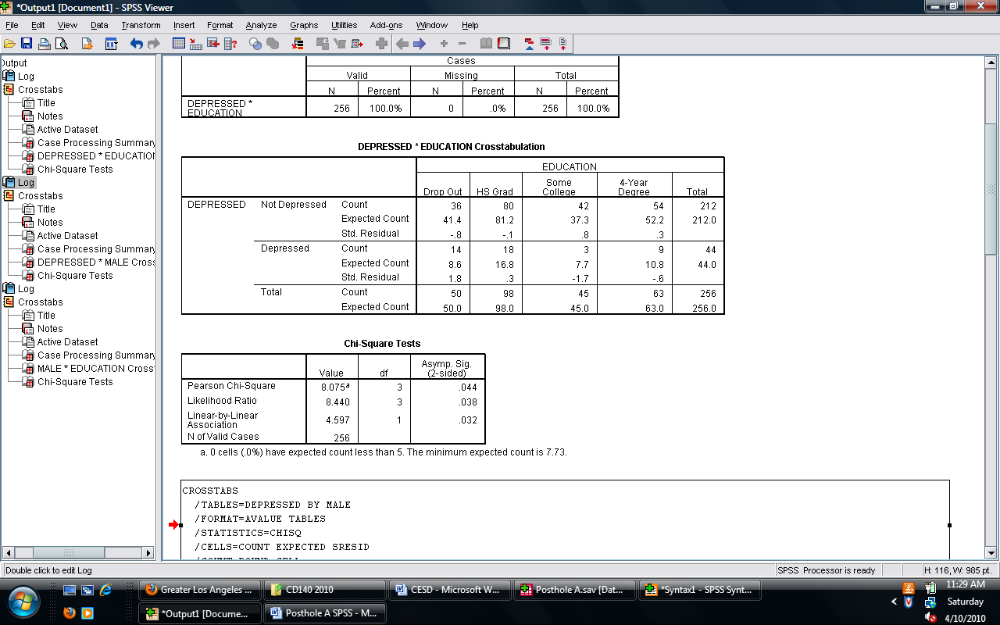 *Output1 [Document1] - SPSS Viewer
File Edit View Data Transform Insert Format Analyze Graphs Utilities Add-ons Window Help
Output
Log
Crosstabs
Title
Notes
Active Dataset
Case Processing Summary
DEPRESSED * EDUCATION
Chi-Square Tests
Log
Crosstabs
Title
Notes
Active Dataset
Case Processing Summary
DEPRESSED * MALE Cross
Chi-Square Tests
Log
Crosstabs
Title
Notes
Active Dataset
Case Processing Summary
MALE * EDUCATION Cross
Chi-Square Tests
Cases
Valid Missing Total
N Percent N Percent N Percent
DEPRESSED * EDUCATION 256 100.0% 0 .0% 256 100.0%
DEPRESSED * EDUCATION Crosstabulation
EDUCATION
Drop Out HS Grad Some College 4-Year Degree Total
DEPRESSED Not Depressed Count 36 80 42 54 212
Expected Count 41.4 81.2 37.3 52.2 212.0
Std. Residual -.8 -.1 .8 .3
Depressed Count 14 18 3 9 44
Expected Count 8.6 16.8 7.7 10.8 44.0
Std. Residual 1.8 .3 -1.7 -.6
Total Count 50 98 45 63 256
Expected Count 50.0 98.0 45.0 63.0 256.0
Chi-Square Tests
Value df Asymp. Sig. (2-sided)
Pearson Chi-Square 8.075a 3 .044
Likelihood Ratio 8.440 3 .038
Linear-by-Linear Association 4.597 1 .032
N of Valid Cases 256
a. 0 cells (.0%) have expected count less than 5. The minimum expected count is 7.73.
CROSSTABS
/TABLES=DEPRESSED BY MALE
/FORMAT=AVALUE TABLES
/STATISTICS=CHISQ
/CELLS=COUNT EXPECTED SRESID
/COUNT ROUND CELL.
Double click to edit Log SPSS Processor is ready H: 116, W: 985 pt.
Greater Los Angeles ... CD140 2010 CESD - Microsoft W... Posthole A.sav [Dat... *Syntax1 - SPSS Synt...
*Output1 [Docume... Posthole A SPSS - M...
11:29 AM
Saturday
4/10/2010